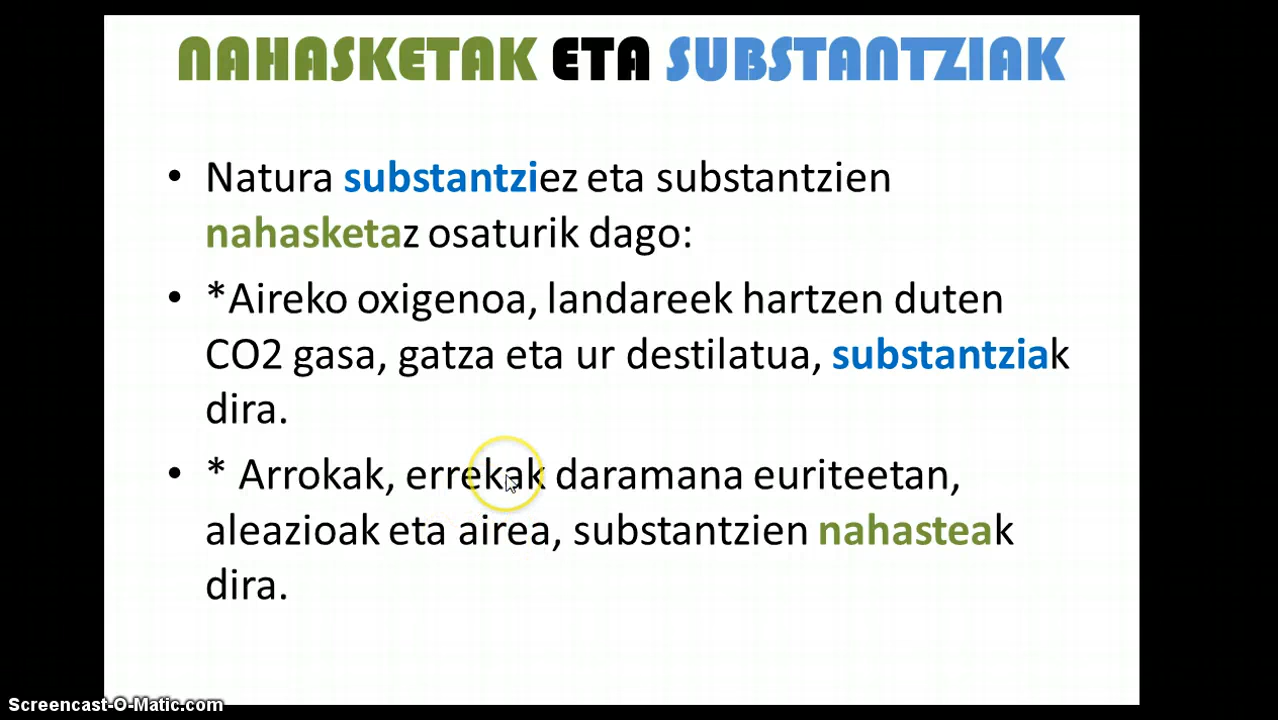 NAHASKETAK ETA SUBSTANTZIAK
• Natura substantziez eta substantzien
nahasketaz osaturik dago:
• *Aireko oxigenoa, landareek hartzen duten
CO2 gasa, gatza eta ur destilatua, substantziak
dira.
• * Arrokak, errekak daramana euriteetan,
aleazioak eta airea, substantzien nahasteak
dira.
Screencast-O-Matic.com